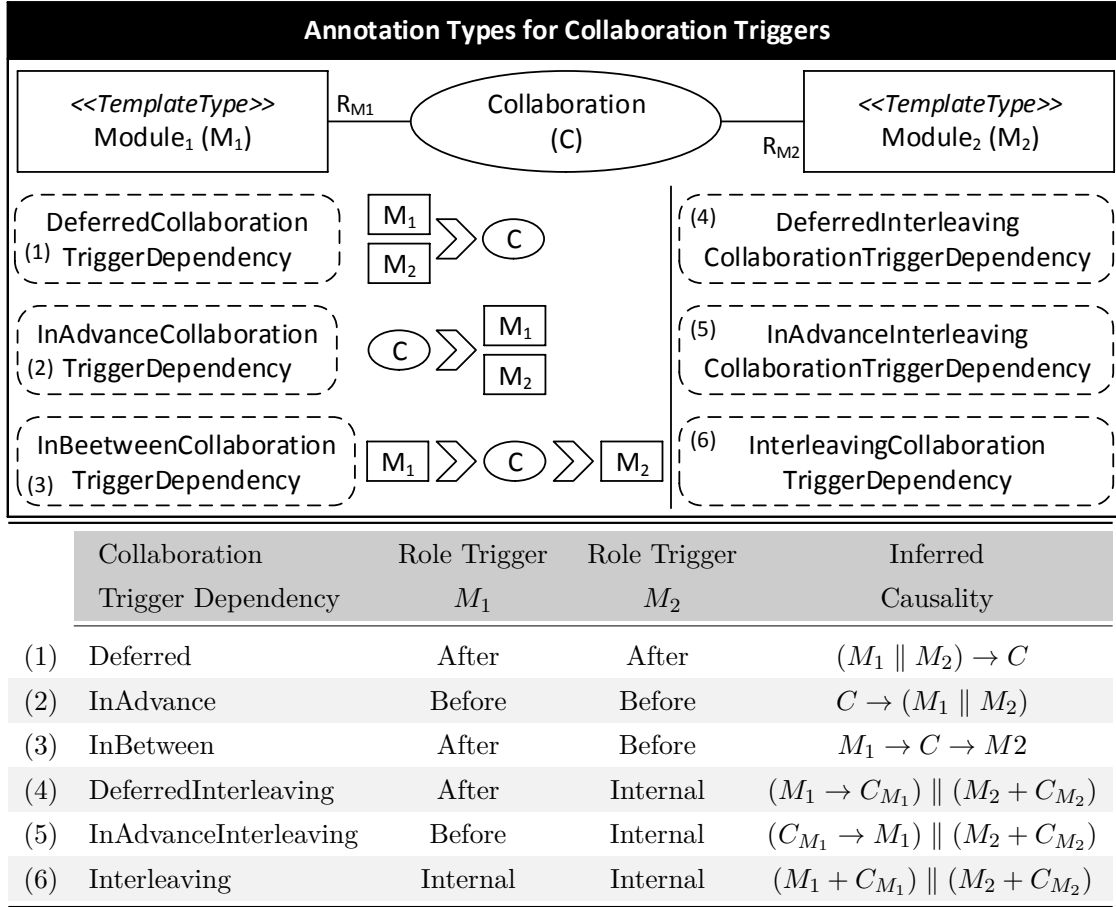 Annotation Types for Collaboration Triggers
<<TemplateType>>
Module₁ (M₁)
R_M1
Collaboration
(C)
R_M2
<<TemplateType>>
Module₂ (M₂)
DeferredCollaboration
(1) TriggerDependency
M₁
M₂
C
InAdvanceCollaboration
(2) TriggerDependency
C
M₁
M₂
InBeetweenCollaboration
(3) TriggerDependency
M₁ C M₂
(4) DeferredInterleaving
CollaborationTriggerDependency
(5) InAdvanceInterleaving
CollaborationTriggerDependency
(6) InterleavingCollaboration
TriggerDependency
Collaboration Role Trigger Role Trigger Inferred
Trigger Dependency M₁ M₂ Causality
(1) Deferred After After (M₁ ∥ M₂) → C
(2) InAdvance Before Before C → (M₁ ∥ M₂)
(3) InBetween After Before M₁ → C → M2
(4) DeferredInterleaving After Internal (M₁ → C_M₁) ∥ (M₂ + C_M₂)
(5) InAdvanceInterleaving Before Internal (C_M₁ → M₁) ∥ (M₂ + C_M₂)
(6) Interleaving Internal Internal (M₁ + C_M₁) ∥ (M₂ + C_M₂)